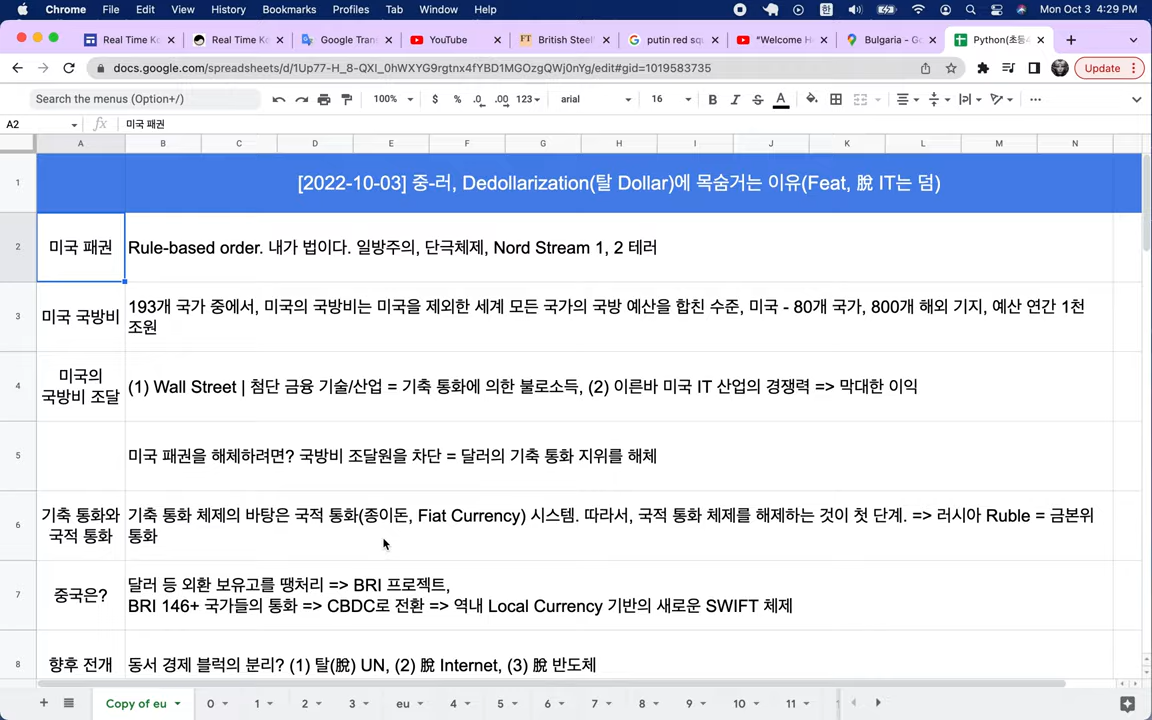 Chrome File Edit View History Bookmarks Profiles Tab Window Help 한 Mon Oct 3 4:29 PM
Real Time Ko Real Time K Google Tran YouTube FT British Steel putin red squ "Welcome H Bulgaria - Go Python(초등4
docs.google.com/spreadsheets/d/1Up77-H_8-QXI_0hWXYG9rgtnx4fYBD1MGOzgQWj0nYg/edit#gid=1019583735 Update
Search the menus (Option+/) 100% $ % .0 .00 123 arial 16 B I S A
A2 fx 미국 패권
A B C D E F G H I J K L M N
1 [2022-10-03] 중-러, Dedollarization(탈 Dollar)에 목숨거는 이유(Feat, 脫 IT는 덤)
2 미국 패권 Rule-based order. 내가 법이다. 일방주의, 단극체제, Nord Stream 1, 2 테러
3 미국 국방비 193개 국가 중에서, 미국의 국방비는 미국을 제외한 세계 모든 국가의 국방 예산을 합친 수준, 미국 - 80개 국가, 800개 해외 기지, 예산 연간 1천
조원
4 미국의
국방비 조달 (1) Wall Street | 첨단 금융 기술/산업 = 기축 통화에 의한 불로소득, (2) 이른바 미국 IT 산업의 경쟁력 => 막대한 이익
5 미국 패권을 해체하려면? 국방비 조달원을 차단 = 달러의 기축 통화 지위를 해체
6 기축 통화와
국적 통화 기축 통화 체제의 바탕은 국적 통화(종이돈, Fiat Currency) 시스템. 따라서, 국적 통화 체제를 해제하는 것이 첫 단계. => 러시아 Ruble = 금본위
통화
7 중국은? 달러 등 외환 보유고를 땡처리 => BRI 프로젝트,
BRI 146+ 국가들의 통화 => CBDC로 전환 => 역내 Local Currency 기반의 새로운 SWIFT 체제
8 향후 전개 동서 경제 블럭의 분리? (1) 탈(脫) UN, (2) 脫 Internet, (3) 脫 반도체
Copy of eu 0 1 2 3 eu 4 5 6 7 8 9 10 11